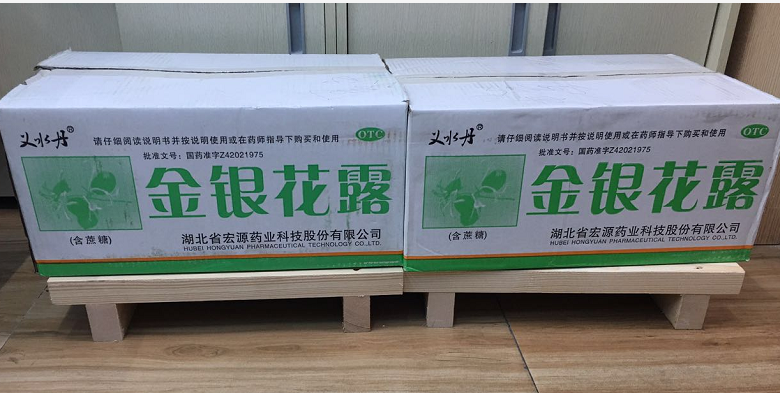 义水丹®
请仔细阅读说明书并按说明使用或在药师指导下购买和使用
OTC
批准文号：国药准字Z42021975
金银花露
(含蔗糖)
湖北省宏源药业科技股份有限公司
HUBEI HONGYUAN PHARMACEUTICAL TECHNOLOGY CO.,LTD.
义水丹®
请仔细阅读说明书并按说明使用或在药师指导下购买和使用
OTC
批准文号：国药准字Z42021975
金银花露
(含蔗糖)
湖北省宏源药业科技股份有限公司
HUBEI HONGYUAN PHARMACEUTICAL TECHNOLOGY CO.,LTD.